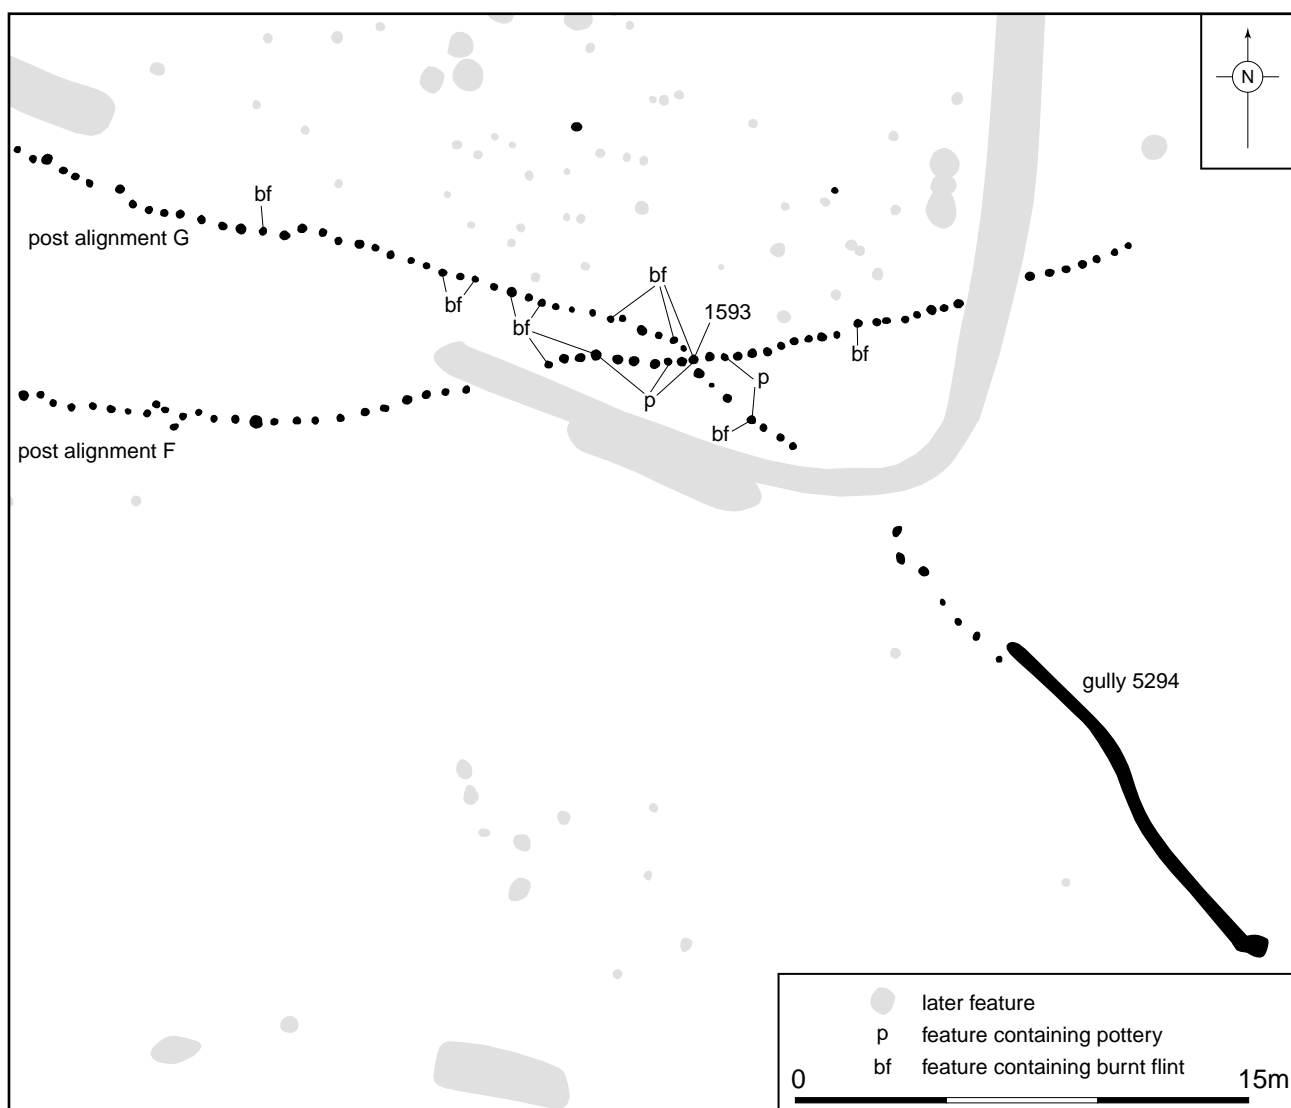 N
bf
post alignment G
bf
bf
1593
bf
bf
p
p
bf
post alignment F
gully 5294
later feature
p feature containing pottery
bf feature containing burnt flint
0 15m